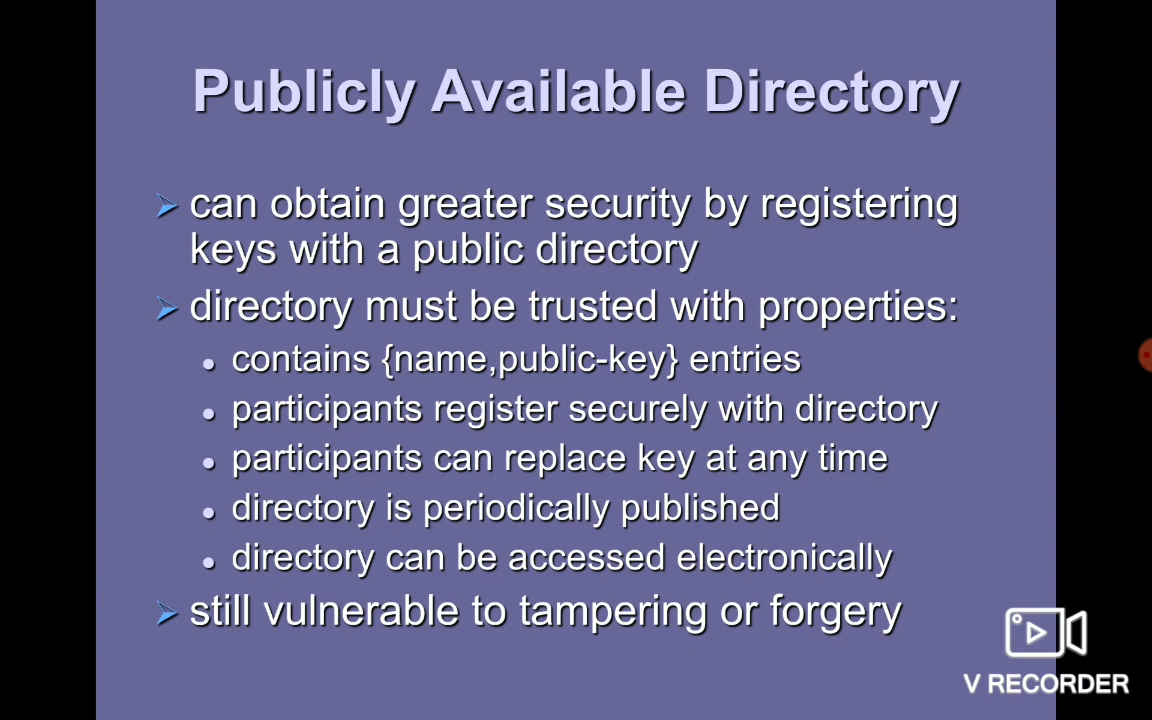 Publicly Available Directory
can obtain greater security by registering
keys with a public directory
directory must be trusted with properties:
contains {name,public-key} entries
participants register securely with directory
participants can replace key at any time
directory is periodically published
directory can be accessed electronically
still vulnerable to tampering or forgery
V RECORDER